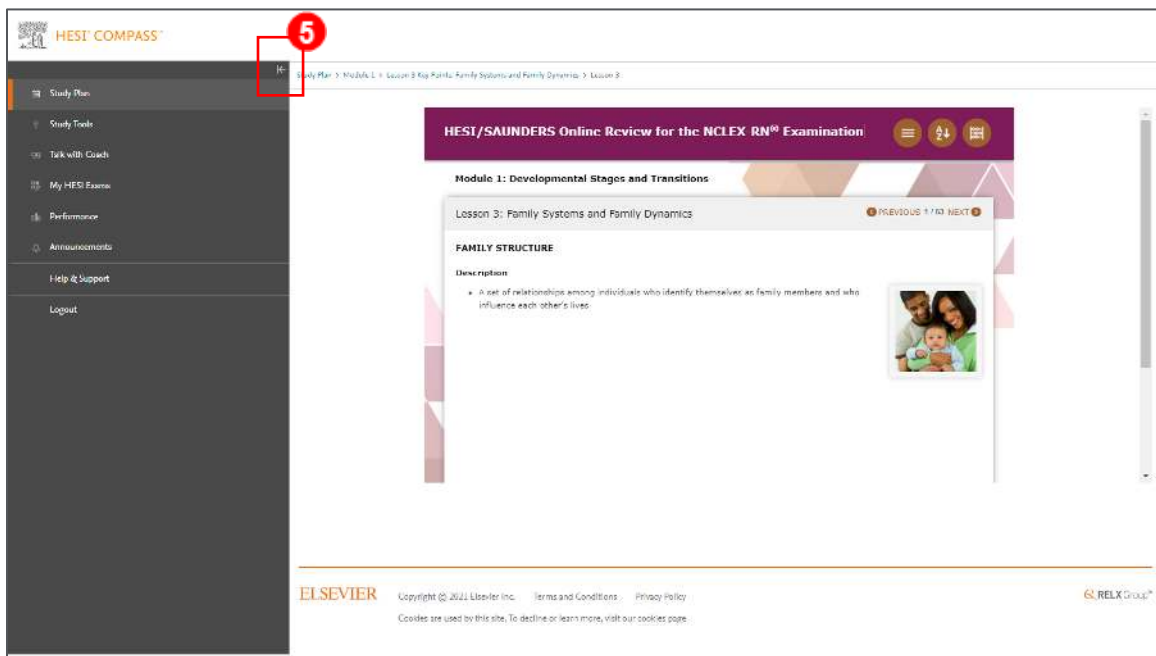 HESI COMPASS™
5
Study Plan > Module 1 > Lesson 3 Key Points: Family Systems and Family Dynamics > Lesson 3
Study Plan
Study Tools
Talk with Coach
My HESI Exams
Performance
Announcements
Help & Support
Logout
HESI/SAUNDERS Online Review for the NCLEX RN® Examination
Module 1: Developmental Stages and Transitions
Lesson 3: Family Systems and Family Dynamics
PREVIOUS 1 / 63 NEXT
FAMILY STRUCTURE
Description
• A set of relationships among individuals who identify themselves as family members and who
influence each other's lives
ELSEVIER
Copyright © 2021 Elsevier Inc. Terms and Conditions Privacy Policy
Cookies are used by this site. To decline or learn more, visit our cookies page
RELX Group™